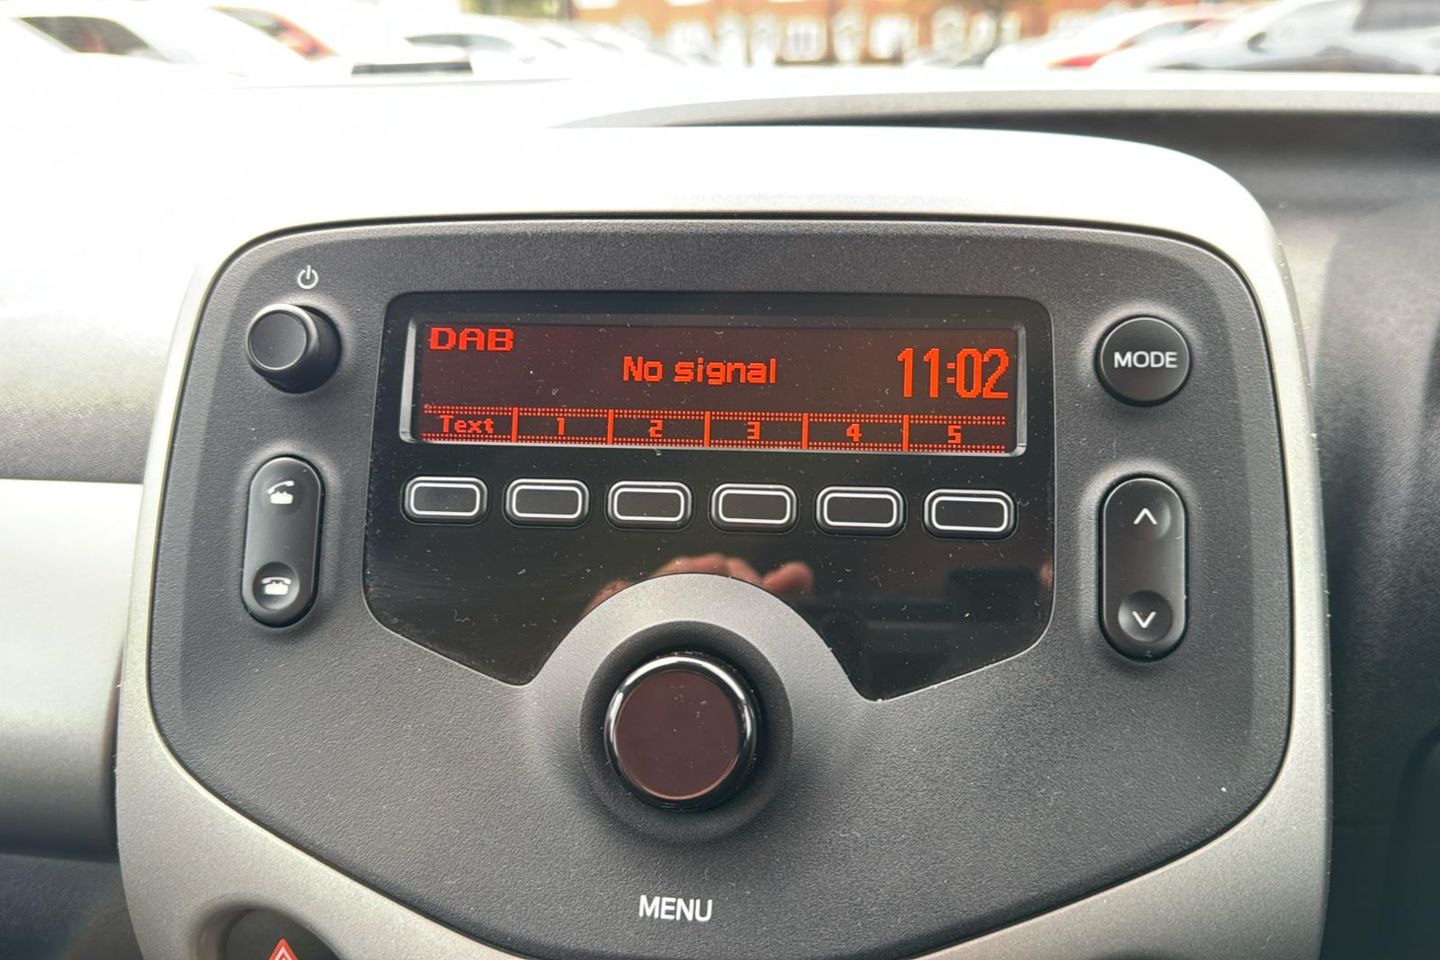 DAB
No signal
11:02
Text 1 2 3 4 5
MODE
MENU